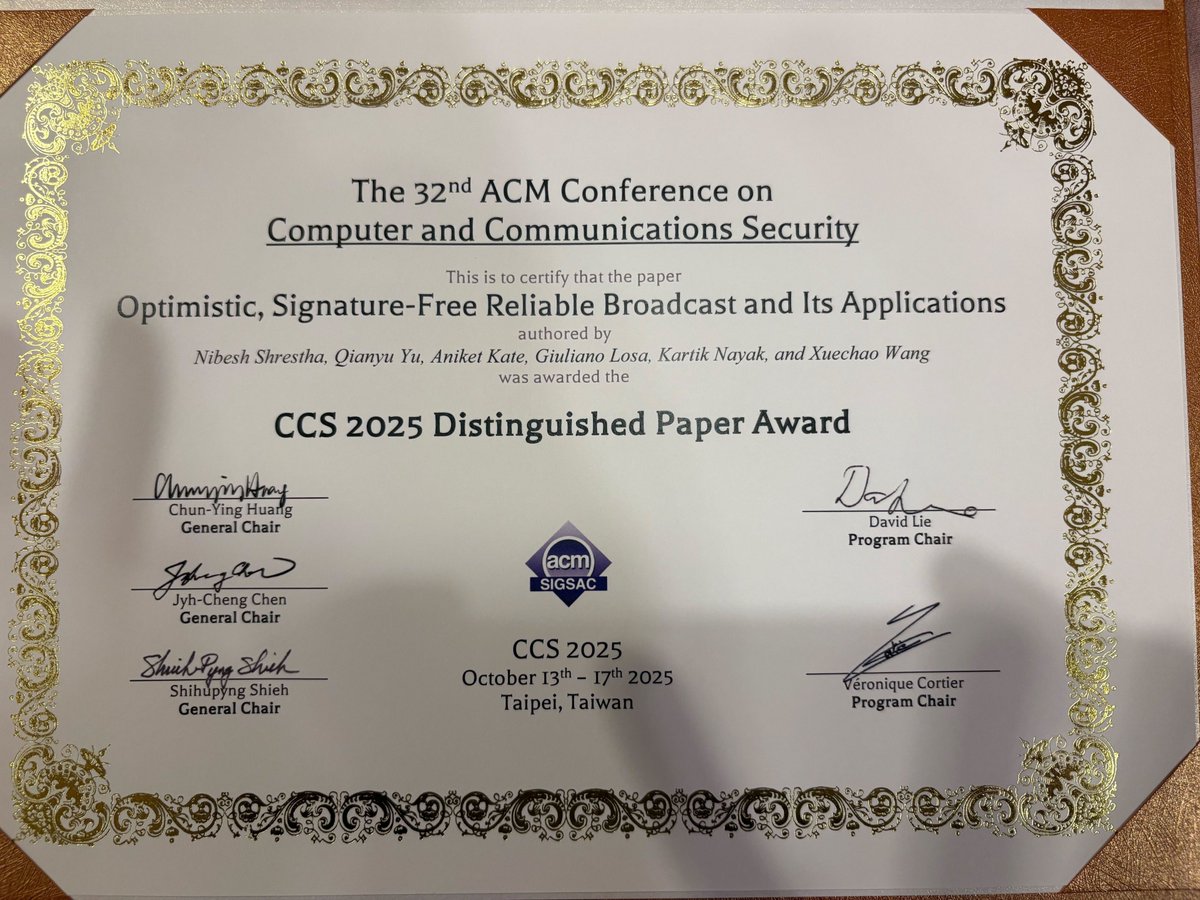 The 32nd ACM Conference on
Computer and Communications Security
This is to certify that the paper
Optimistic, Signature-Free Reliable Broadcast and Its Applications
authored by
Nibesh Shrestha, Qianyu Yu, Aniket Kate, Giuliano Losa, Kartik Nayak, and Xuechao Wang
was awarded the
CCS 2025 Distinguished Paper Award
Chun-Ying Huang
General Chair
Jyh-Cheng Chen
General Chair
Shiuh Pyng Shieh
Shihupyng Shieh
General Chair
acm
SIGSAC
CCS 2025
October 13th – 17th 2025
Taipei, Taiwan
David Lie
Program Chair
Véronique Cortier
Program Chair